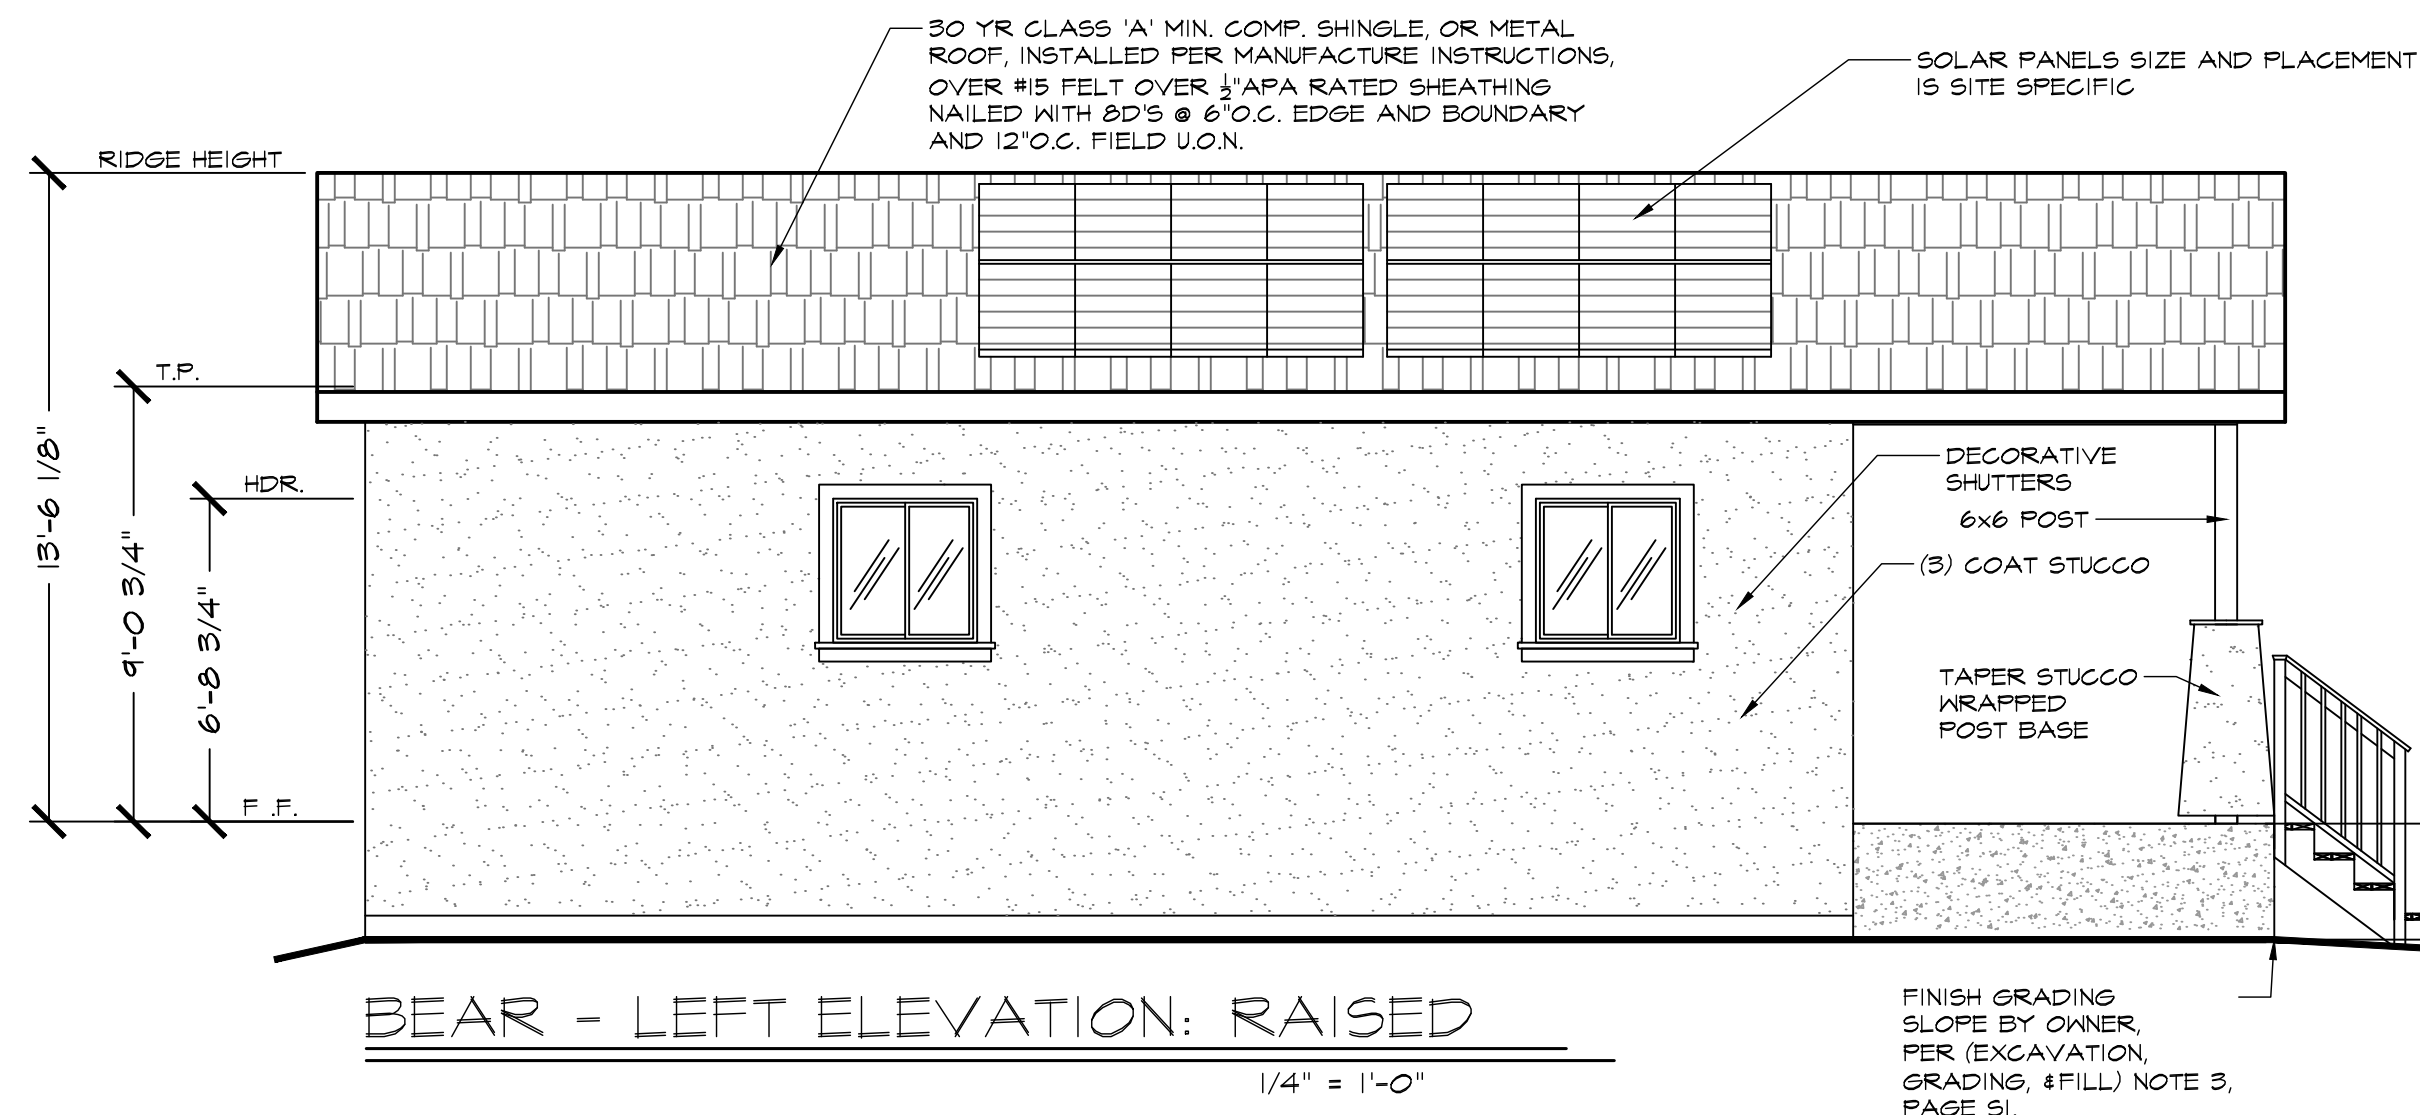 30 YR CLASS 'A' MIN. COMP. SHINGLE, OR METAL
ROOF, INSTALLED PER MANUFACTURE INSTRUCTIONS,
OVER #15 FELT OVER ½"APA RATED SHEATHING
NAILED WITH 8D'S @ 6"O.C. EDGE AND BOUNDARY
AND 12"O.C. FIELD U.O.N.
SOLAR PANELS SIZE AND PLACEMENT
IS SITE SPECIFIC
RIDGE HEIGHT
T.P.
HDR.
F .F.
13'-6 1/8"
9'-0 3/4"
6'-8 3/4"
DECORATIVE
SHUTTERS
6x6 POST
(3) COAT STUCCO
TAPER STUCCO
WRAPPED
POST BASE
BEAR - LEFT ELEVATION: RAISED
1/4" = 1'-0"
FINISH GRADING
SLOPE BY OWNER,
PER (EXCAVATION,
GRADING, &FILL) NOTE 3,
PAGE S1.